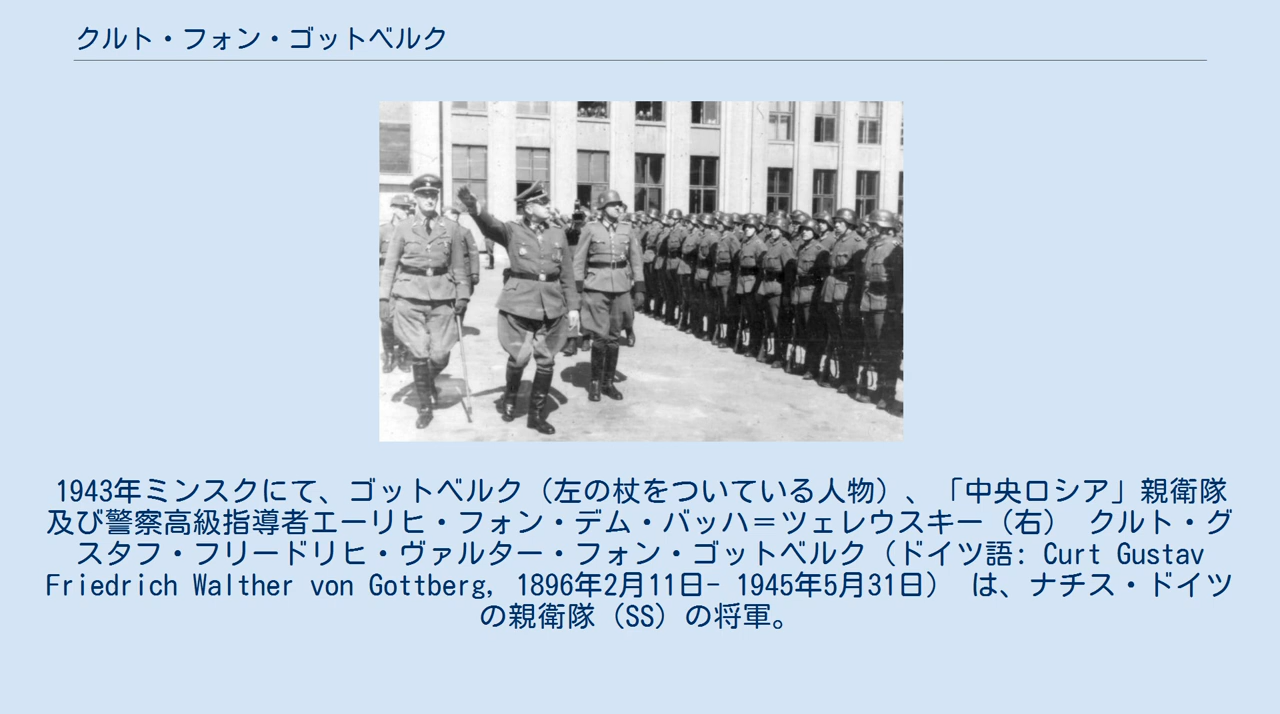 クルト・フォン・ゴットベルク
1943年ミンスクにて、ゴットベルク（左の杖をついている人物）、「中央ロシア」親衛隊
及び警察高級指導者エーリヒ・フォン・デム・バッハ＝ツェレウスキー（右） クルト・グ
スタフ・フリードリヒ・ヴァルター・フォン・ゴットベルク（ドイツ語: Curt Gustav
Friedrich Walther von Gottberg, 1896年2月11日- 1945年5月31日） は、ナチス・ドイツ
の親衛隊（SS）の将軍。